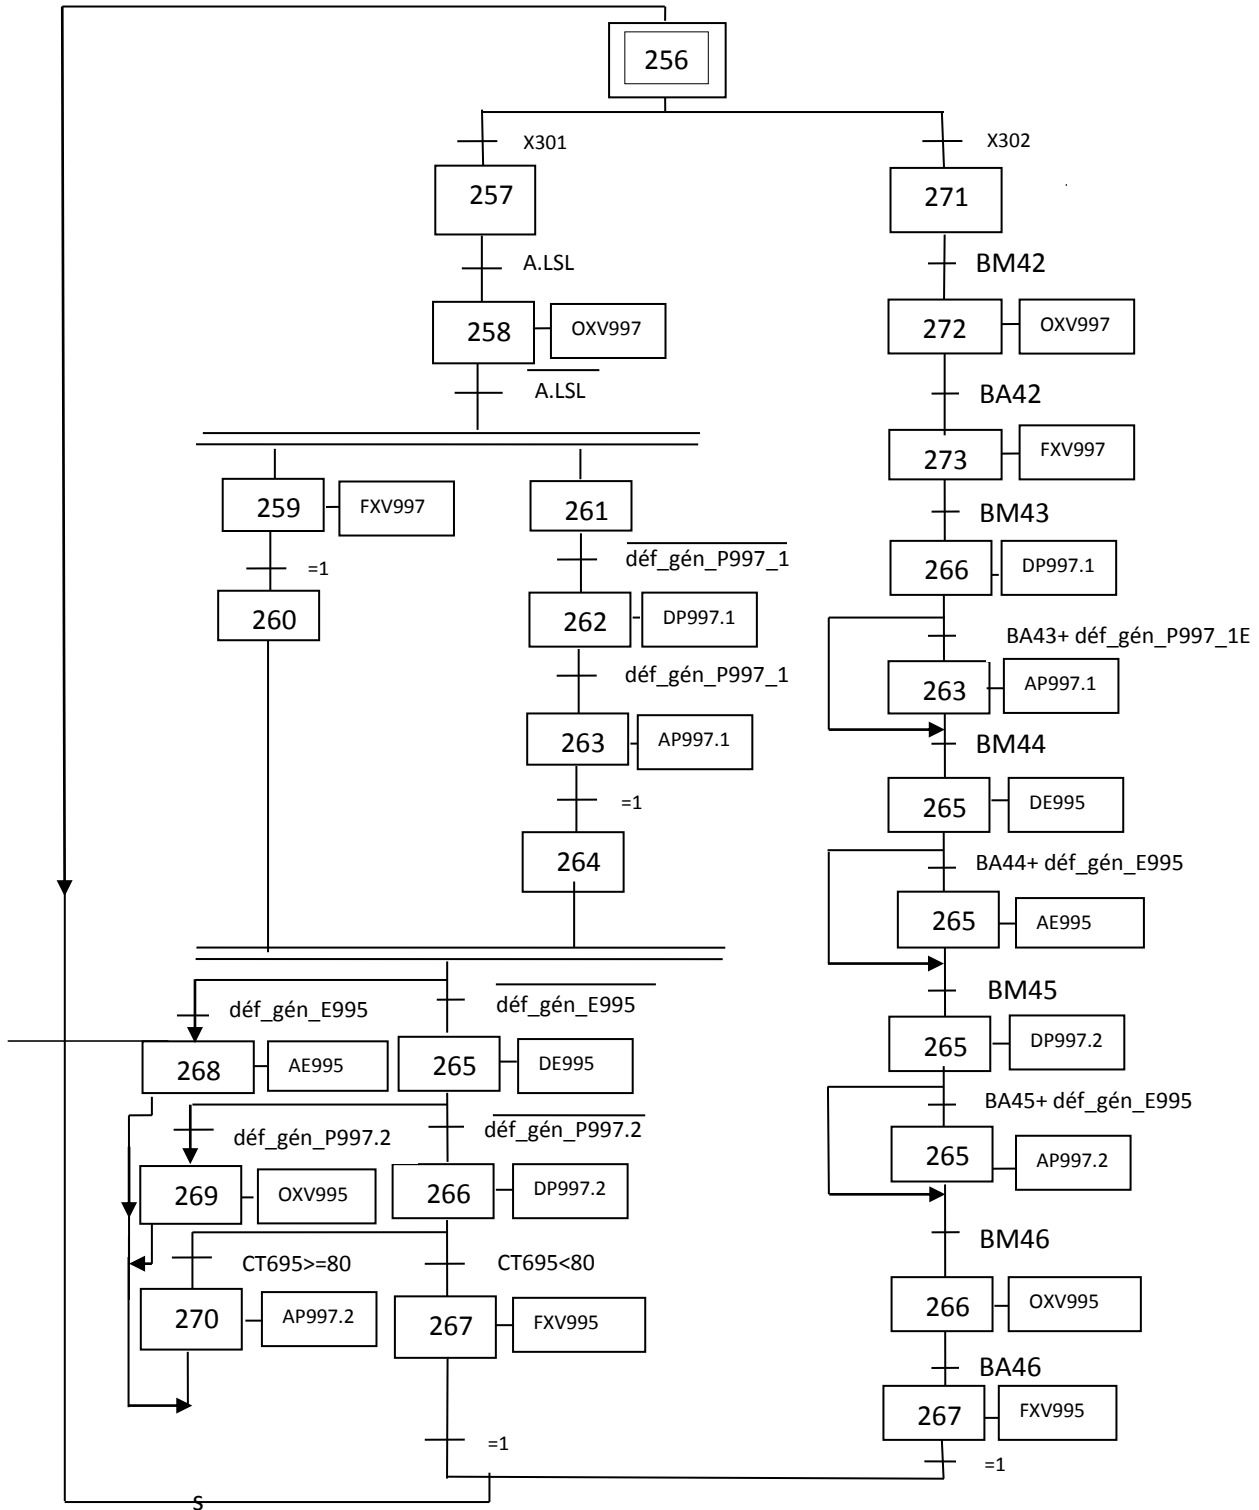 256
X301
X302
257
271
A.LSL
BM42
258
OXV997
272
OXV997
A.LSL
BA42
273
FXV997
259
FXV997
261
BM43
déf_gén_P997_1
266
DP997.1
=1
260
262
DP997.1
BA43+ déf_gén_P997_1E
déf_gén_P997_1
263
AP997.1
263
AP997.1
BM44
=1
265
DE995
264
BA44+ déf_gén_E995
265
AE995
déf_gén_E995
déf_gén_E995
BM45
268
AE995
265
DE995
265
DP997.2
déf_gén_P997.2
déf_gén_P997.2
BA45+ déf_gén_E995
265
AP997.2
269
OXV995
266
DP997.2
BM46
CT695>=80
CT695<80
266
OXV995
270
AP997.2
267
FXV995
BA46
267
FXV995
=1
=1
S